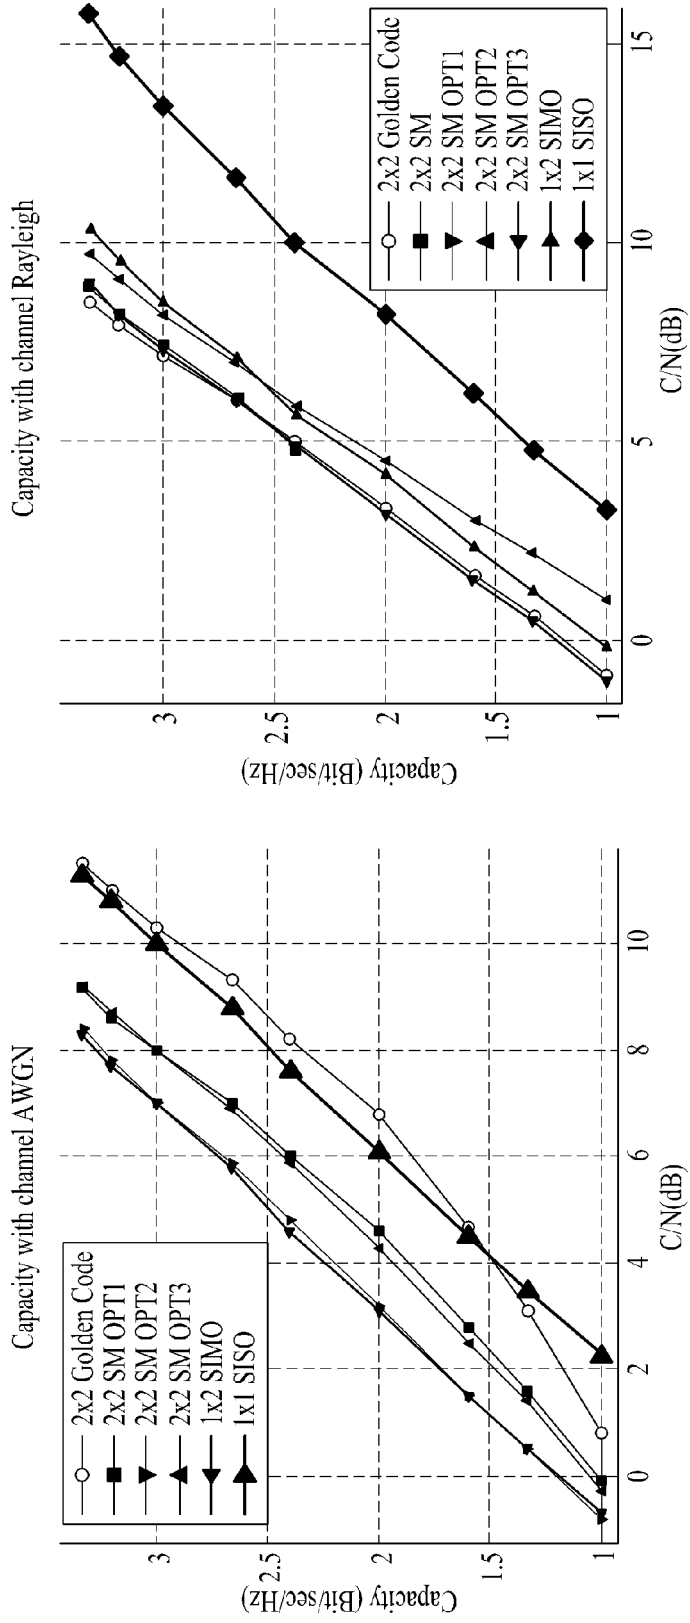 Capacity with channel AWGN
Capacity (Bit/sec/Hz)
3
2.5
2
1.5
1
0
2
4
6
8
10
C/N(dB)
2x2 Golden Code
2x2 SM OPT1
2x2 SM OPT2
2x2 SM OPT3
1x2 SIMO
1x1 SISO
Capacity with channel Rayleigh
Capacity (Bit/sec/Hz)
3
2.5
2
1.5
1
0
5
10
15
C/N(dB)
2x2 Golden Code
2x2 SM
2x2 SM OPT1
2x2 SM OPT2
2x2 SM OPT3
1x2 SIMO
1x1 SISO